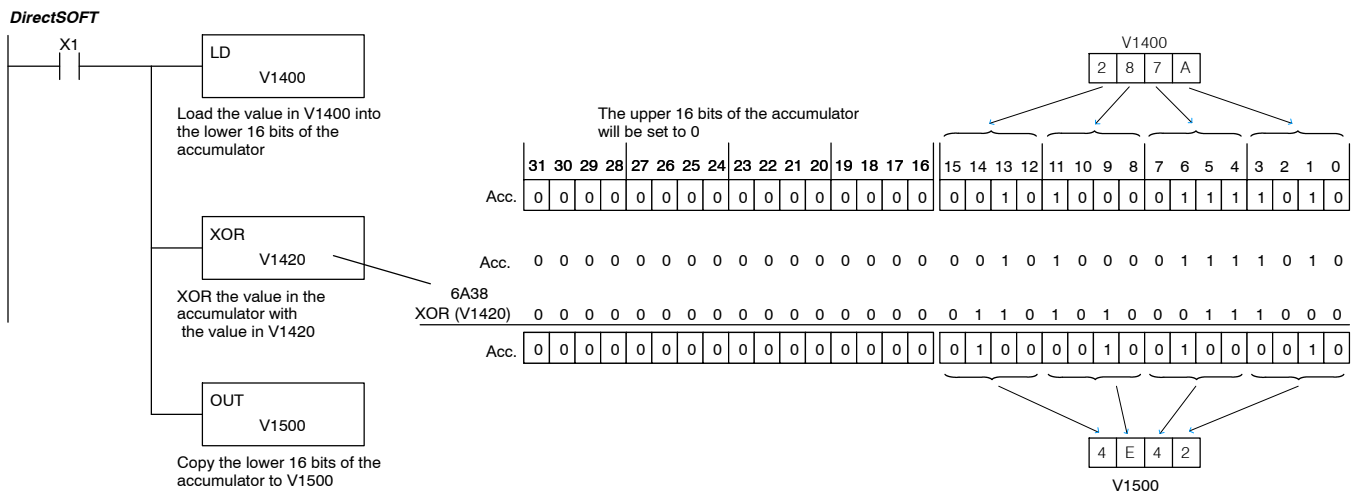 DirectSOFT
X1
LD
V1400
Load the value in V1400 into
the lower 16 bits of the
accumulator
The upper 16 bits of the accumulator
will be set to 0
V1400
2 8 7 A
31 30 29 28 27 26 25 24 23 22 21 20 19 18 17 16 15 14 13 12 11 10 9 8 7 6 5 4 3 2 1 0
Acc. 0 0 0 0 0 0 0 0 0 0 0 0 0 0 0 0 0 0 1 0 1 0 0 0 0 1 1 1 1 0 1 0
XOR
V1420
XOR the value in the
accumulator with
the value in V1420
Acc. 0 0 0 0 0 0 0 0 0 0 0 0 0 0 0 0 0 0 1 0 1 0 0 0 0 1 1 1 1 0 1 0
6A38
XOR (V1420) 0 0 0 0 0 0 0 0 0 0 0 0 0 0 0 0 0 1 1 0 1 0 1 0 0 0 1 1 1 0 0 0
Acc. 0 0 0 0 0 0 0 0 0 0 0 0 0 0 0 0 0 1 0 0 0 0 1 0 0 1 0 0 0 0 1 0
OUT
V1500
Copy the lower 16 bits of the
accumulator to V1500
4 E 4 2
V1500